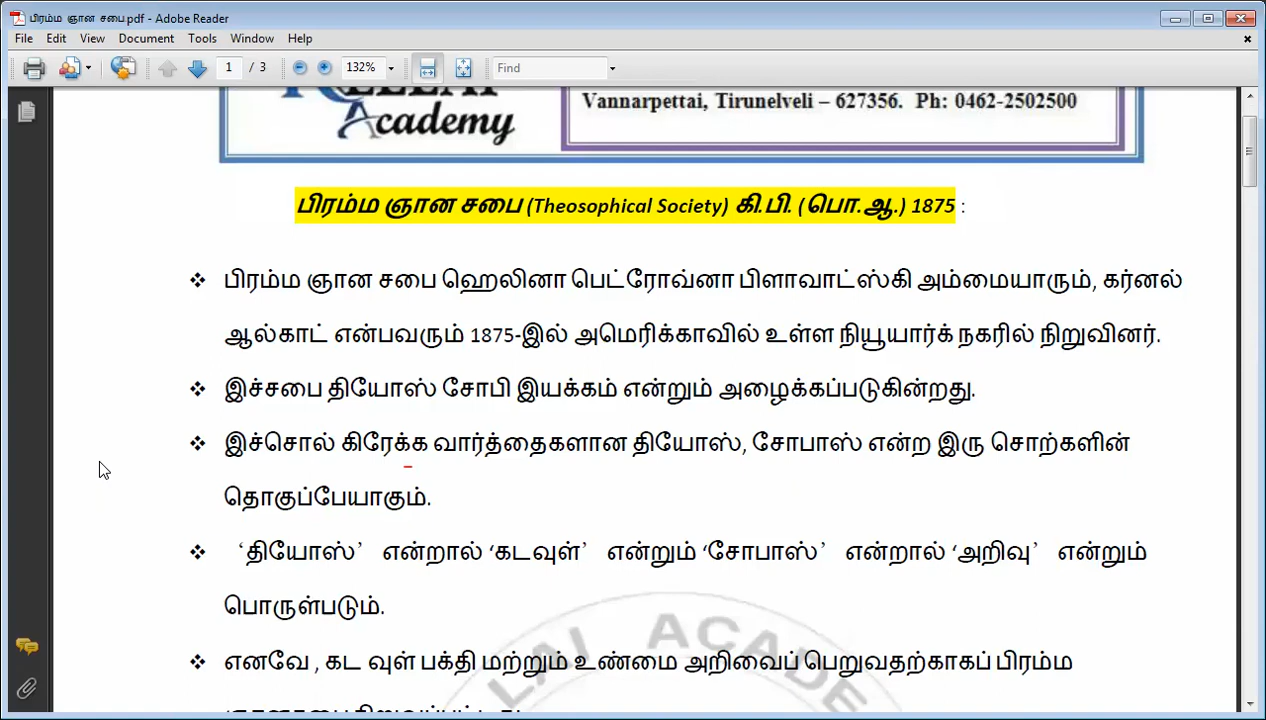 பிரம்ம ஞான சபை.pdf - Adobe Reader
File Edit View Document Tools Window Help
1 / 3 132% Find
Academy
Vannarpettai, Tirunelveli – 627356. Ph: 0462-2502500
பிரம்ம ஞான சபை (Theosophical Society) கி.பி. (பொ.ஆ.) 1875 :
❖ பிரம்ம ஞான சபை ஹெலினா பெட்ரோவ்னா பிளாவாட்ஸ்கி அம்மையாரும், கர்னல்
ஆல்காட் என்பவரும் 1875-இல் அமெரிக்காவில் உள்ள நியூயார்க் நகரில் நிறுவினர்.
❖ இச்சபை தியோஸ் சோபி இயக்கம் என்றும் அழைக்கப்படுகின்றது.
❖ இச்சொல் கிரேக்க வார்த்தைகளான தியோஸ், சோபாஸ் என்ற இரு சொற்களின்
தொகுப்பேயாகும்.
❖ ‘தியோஸ்’ என்றால் ‘கடவுள்’ என்றும் ‘சோபாஸ்’ என்றால் ‘அறிவு’ என்றும்
பொருள்படும்.
❖ எனவே , கட வுள் பக்தி மற்றும் உண்மை அறிவைப் பெறுவதற்காகப் பிரம்ம
LAI ACADE